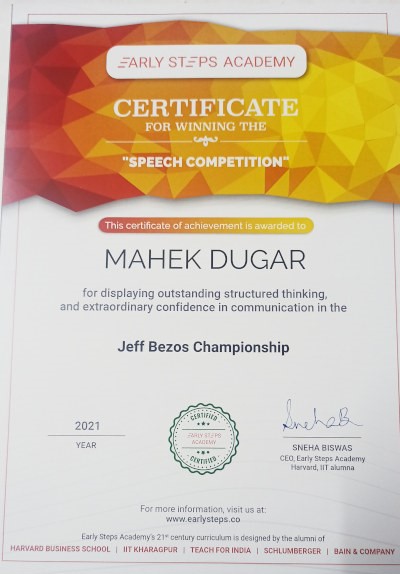 EARLY STEPS ACADEMY
CERTIFICATE
FOR WINNING THE
"SPEECH COMPETITION"
This certificate of achievement is awarded to
MAHEK DUGAR
for displaying outstanding structured thinking,
and extraordinary confidence in communication in the
Jeff Bezos Championship
2021
YEAR
CERTIFIED
EARLY STEPS
ACADEMY
CERTIFIED
SnehaB
SNEHA BISWAS
CEO, Early Steps Academy
Harvard, IIT alumna
For more information, visit us at:
www.earlysteps.co
Early Steps Academy's 21st century curriculum is designed by the alumni of
HARVARD BUSINESS SCHOOL | IIT KHARAGPUR | TEACH FOR INDIA | SCHLUMBERGER | BAIN & COMPANY